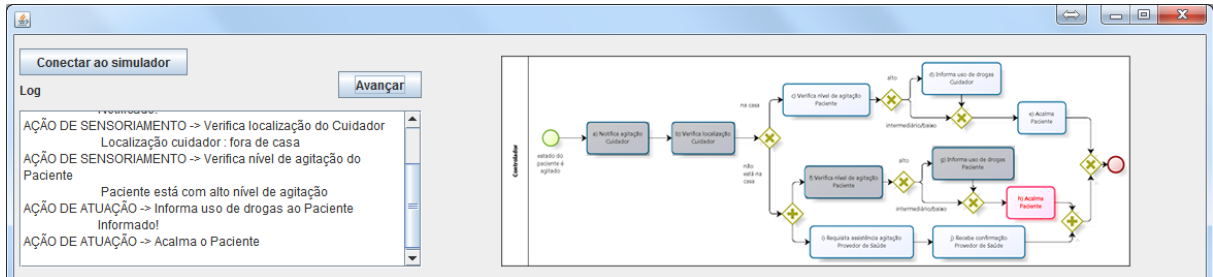 Conectar ao simulador
Log
Avançar
Notificado!
AÇÃO DE SENSORIAMENTO -> Verifica localização do Cuidador
Localização cuidador : fora de casa
AÇÃO DE SENSORIAMENTO -> Verifica nível de agitação do
Paciente
Paciente está com alto nível de agitação
AÇÃO DE ATUAÇÃO -> Informa uso de drogas ao Paciente
Informado!
AÇÃO DE ATUAÇÃO -> Acalma o Paciente
Controlador
estado do
paciente é
agitado
a) Notifica agitação
Cuidador
b) Verifica localização
Cuidador
na casa
não
está na
casa
c) Verifica nível de agitação
Paciente
alto
intermediário/baixo
d) Informa uso de drogas
Cuidador
e) Acalma
Paciente
f) Verifica nível de agitação
Paciente
alto
intermediário/baixo
g) Informa uso de drogas
Paciente
h) Acalma
Paciente
i) Requisita assistência agitação
Provedor de Saúde
j) Recebe confirmação
Provedor de Saúde